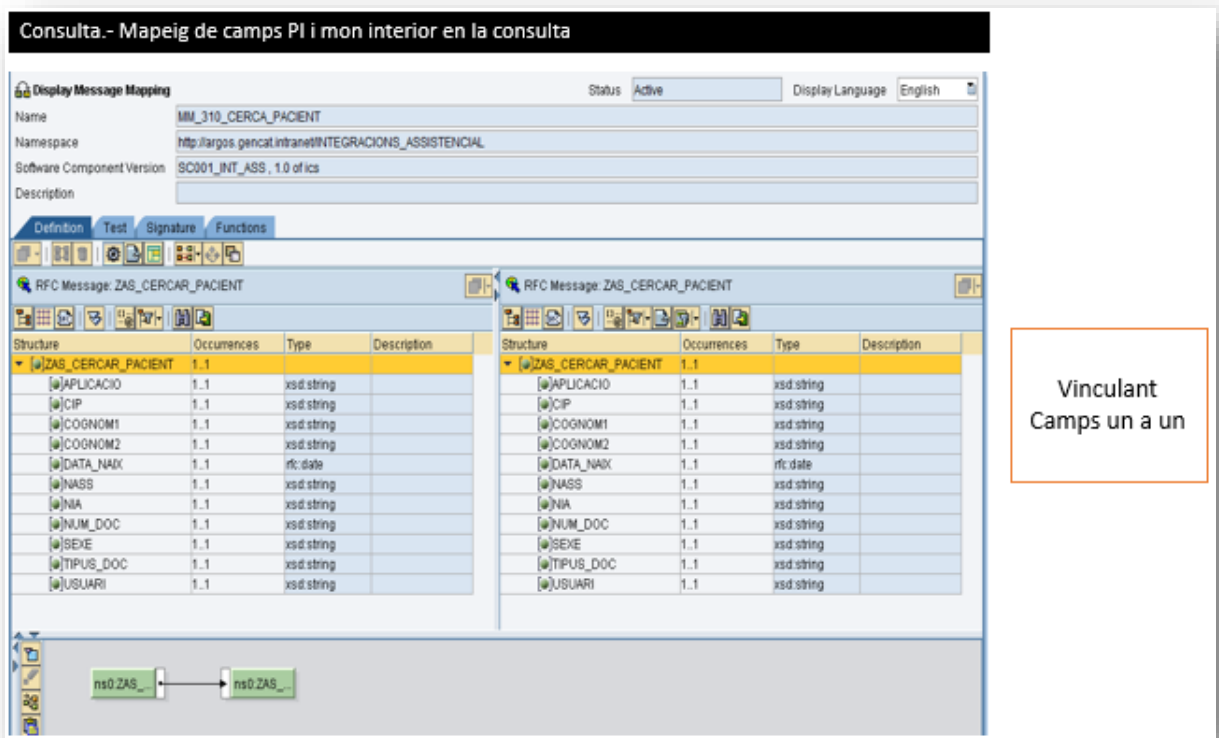 Consulta.- Mapeig de camps PI i mon interior en la consulta
Display Message Mapping Status Active Display Language English
Name MM_310_CERCA_PACIENT
Namespace http://argos.gencat.intranet/INTEGRACIONS_ASSISTENCIAL
Software Component Version SC001_INT_ASS , 1.0 of ics
Description
Definition Test Signature Functions
RFC Message: ZAS_CERCAR_PACIENT RFC Message: ZAS_CERCAR_PACIENT
Structure Occurrences Type Description Structure Occurrences Type Description
ZAS_CERCAR_PACIENT 1..1 ZAS_CERCAR_PACIENT 1..1
APLICACIO 1..1 xsd:string APLICACIO 1..1 xsd:string
CIP 1..1 xsd:string CIP 1..1 xsd:string
COGNOM1 1..1 xsd:string COGNOM1 1..1 xsd:string
COGNOM2 1..1 xsd:string COGNOM2 1..1 xsd:string
DATA_NAIX 1..1 rfc:date DATA_NAIX 1..1 rfc:date
NASS 1..1 xsd:string NASS 1..1 xsd:string
NIA 1..1 xsd:string NIA 1..1 xsd:string
NUM_DOC 1..1 xsd:string NUM_DOC 1..1 xsd:string
SEXE 1..1 xsd:string SEXE 1..1 xsd:string
TIPUS_DOC 1..1 xsd:string TIPUS_DOC 1..1 xsd:string
USUARI 1..1 xsd:string USUARI 1..1 xsd:string
ns0:ZAS_... ns0:ZAS_...
Vinculant
Camps un a un